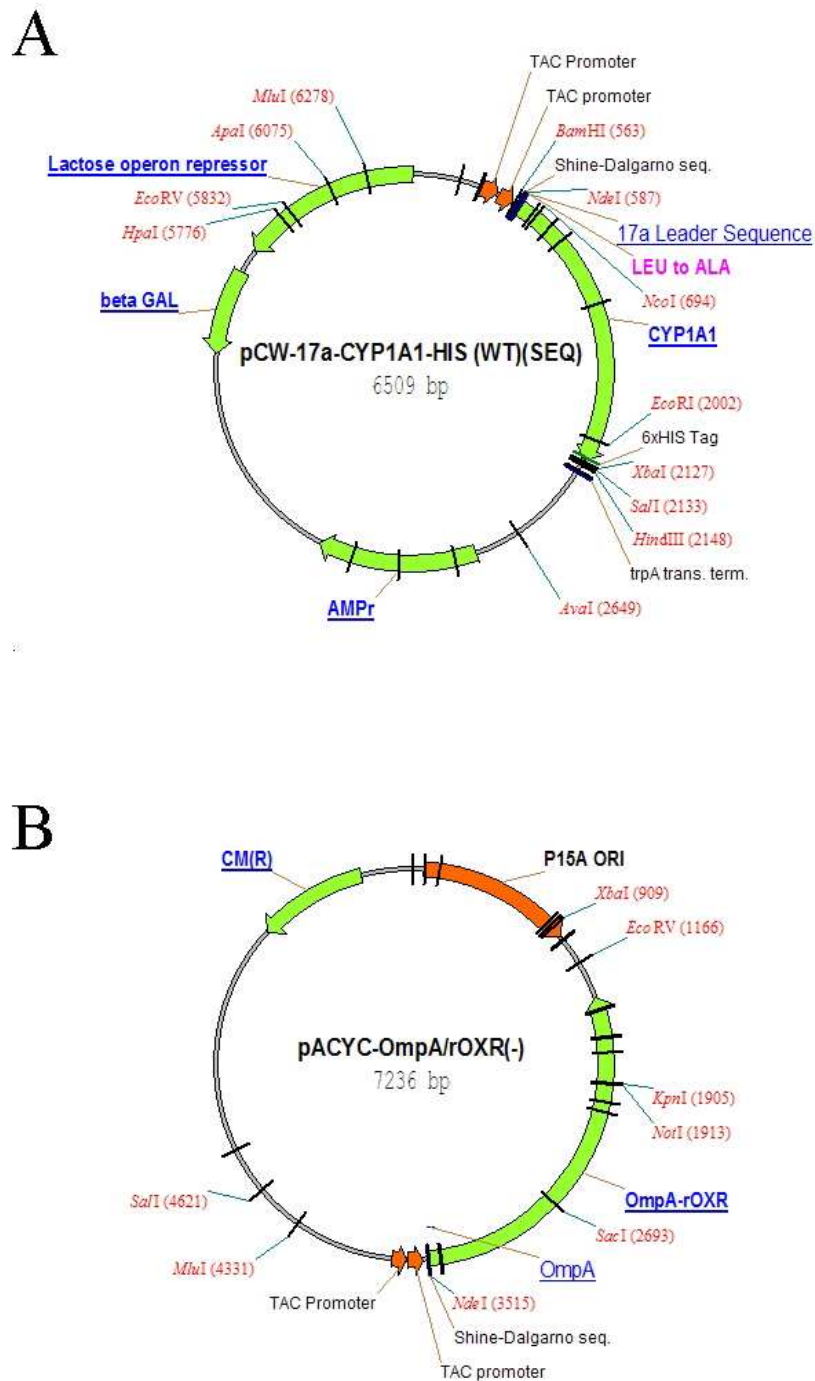 A
TAC Promoter
TAC promoter
MluI (6278)
BamHI (563)
ApaI (6075)
Shine-Dalgarno seq.
Lactose operon repressor
NdeI (587)
EcoRV (5832)
17a Leader Sequence
HpaI (5776)
LEU to ALA
NcoI (694)
beta GAL
CYP1A1
pCW-17a-CYP1A1-HIS (WT)(SEQ)
6509 bp
EcoRI (2002)
6xHIS Tag
XbaI (2127)
SalI (2133)
HindIII (2148)
trpA trans. term.
AMPr
AvaI (2649)
B
CM(R)
P15A ORI
XbaI (909)
EcoRV (1166)
pACYC-OmpA/rOXR(-)
7236 bp
KpnI (1905)
NotI (1913)
OmpA-rOXR
SalI (4621)
SacI (2693)
MluI (4331)
OmpA
TAC Promoter
NdeI (3515)
Shine-Dalgarno seq.
TAC promoter